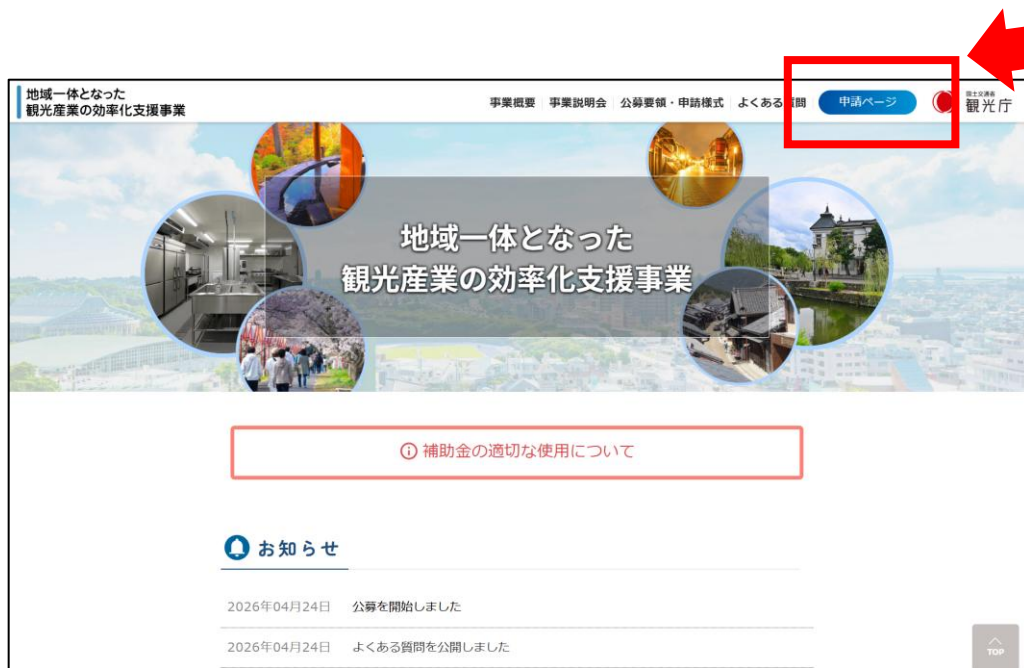 地域一体となった
観光産業の効率化支援事業
事業概要 事業説明会 公募要領・申請様式 よくある質問 申請ページ
国土交通省
観光庁
地域一体となった
観光産業の効率化支援事業
補助金の適切な使用について
お知らせ
2026年04月24日 公募を開始しました
2026年04月24日 よくある質問を公開しました
TOP